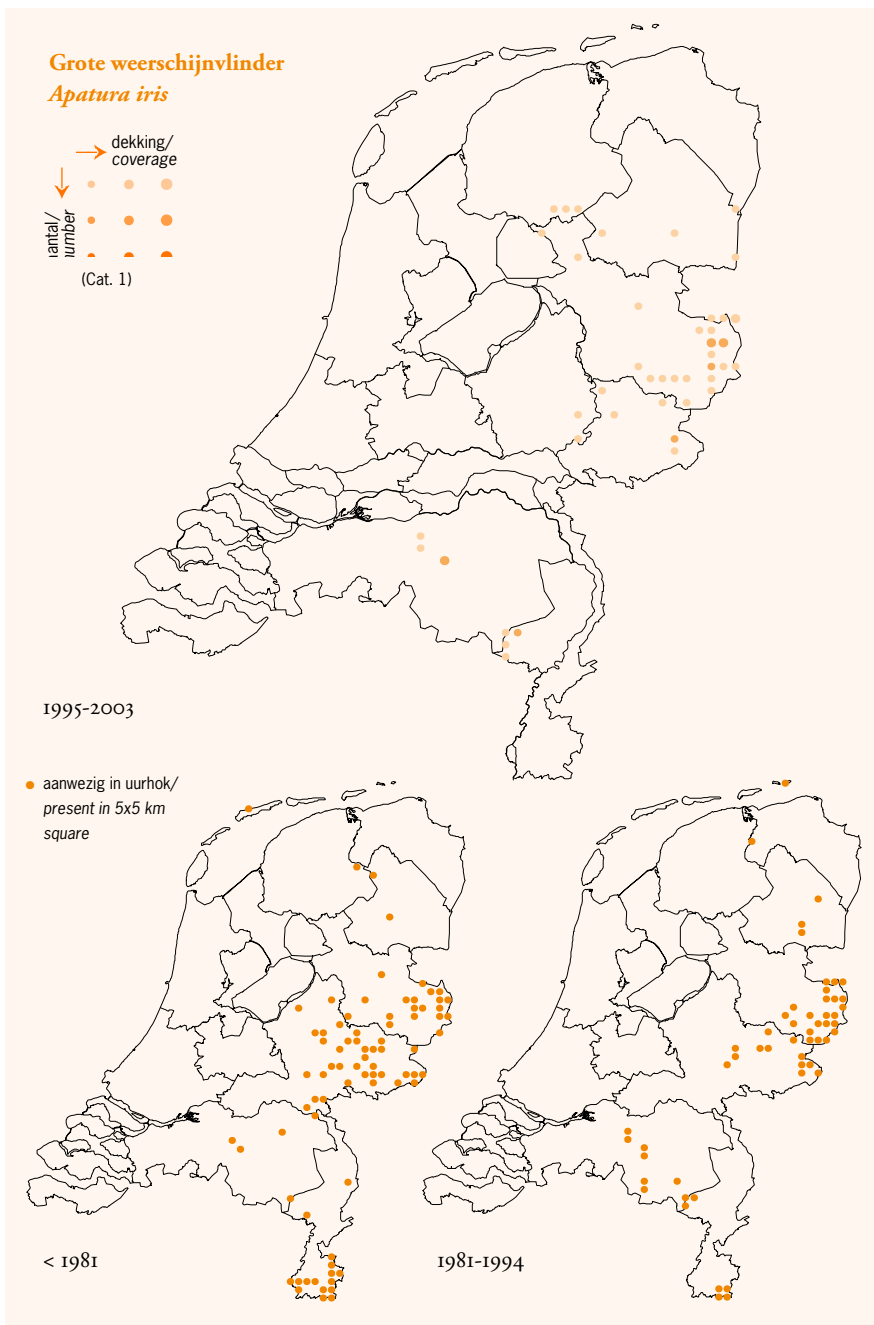 Grote weerschijnvlinder
Apatura iris
dekking/
coverage
(Cat. 1)
1995-2003
aanwezig in uurhok/
present in 5x5 km
square
< 1981
1981-1994